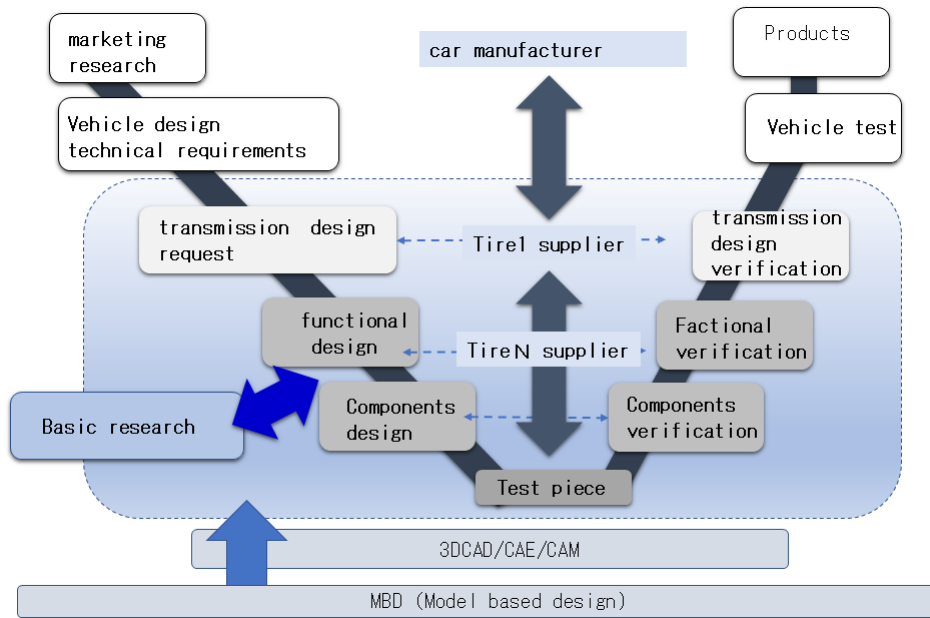 marketing
research
car manufacturer
Products
Vehicle design
technical requirements
Vehicle test
transmission design
request
Tire1 supplier
transmission
design
verification
functional
design
TireN supplier
Factional
verification
Basic research
Components
design
Components
verification
Test piece
3DCAD/CAE/CAM
MBD (Model based design)